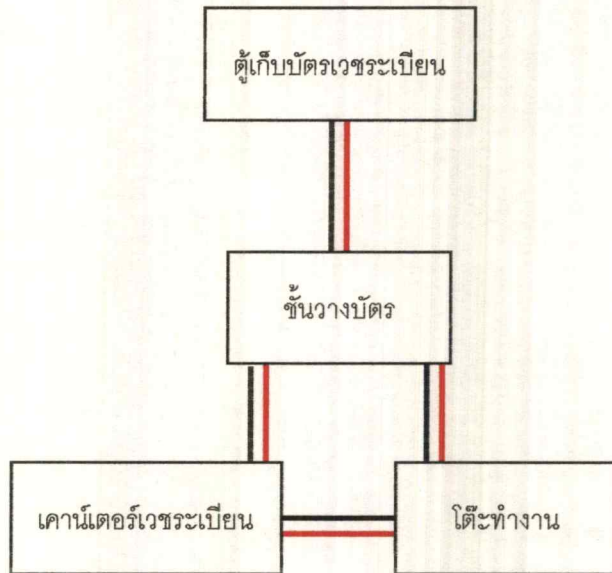 ตู้เก็บบัตรเวชระเบียน
ชั้นวางบัตร
เคาน์เตอร์เวชระเบียน
โต๊ะทำงาน